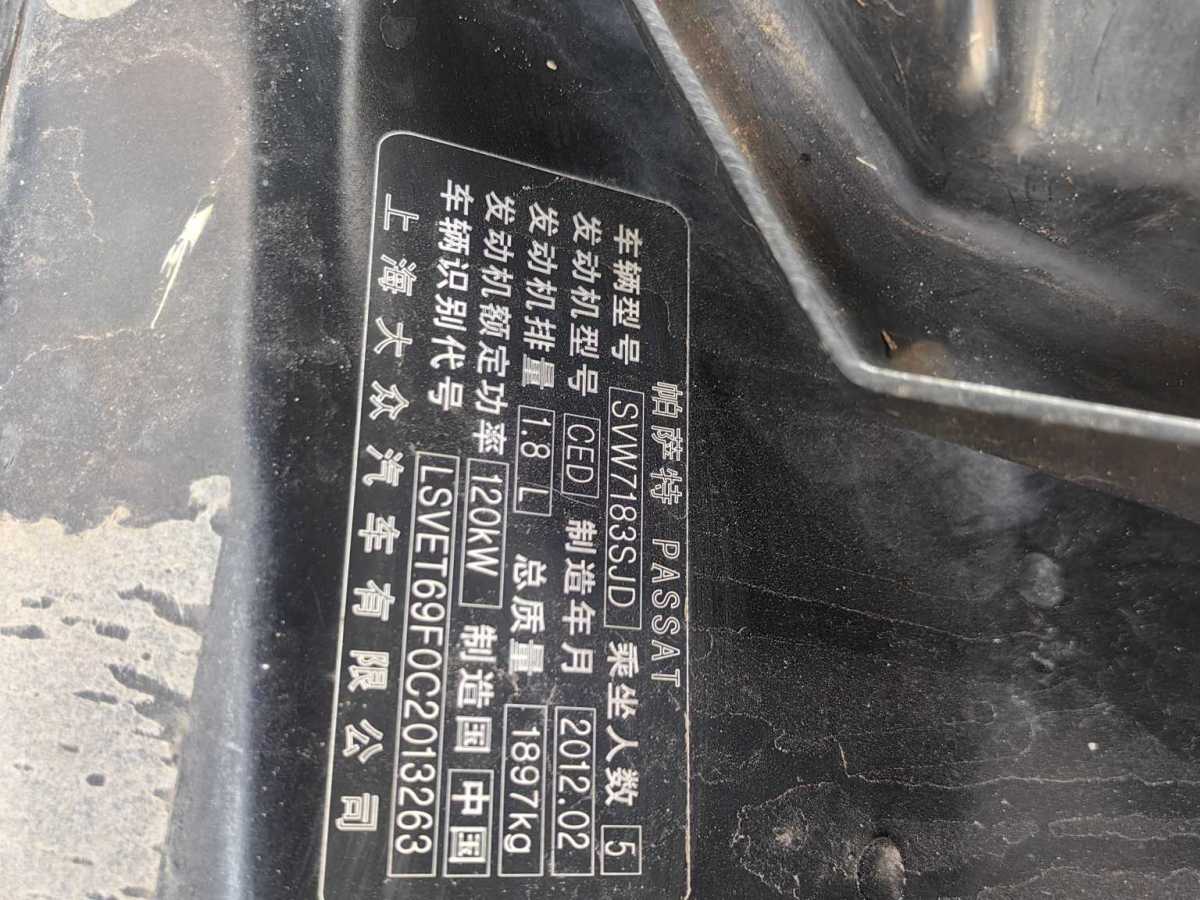 帕萨特 PASSAT
车辆型号 SVW7183SJD 乘坐人数 5
发动机型号 CED 制造年月 2012.02
发动机排量 1.8 L 总质量 1897kg
发动机额定功率 120kW 制造国 中国
车辆识别代号 LSVET69F0C2013263
上海大众汽车有限公司